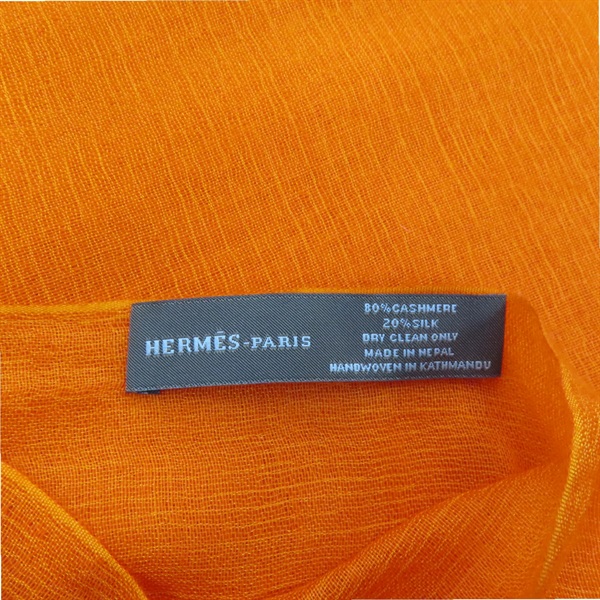 HERMÈS-PARIS
80% CASHMERE
20% SILK
DRY CLEAN ONLY
MADE IN NEPAL
HANDWOVEN IN KATHMANDU